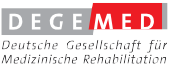 DEGEMED
Deutsche Gesellschaft für
Medizinische Rehabilitation